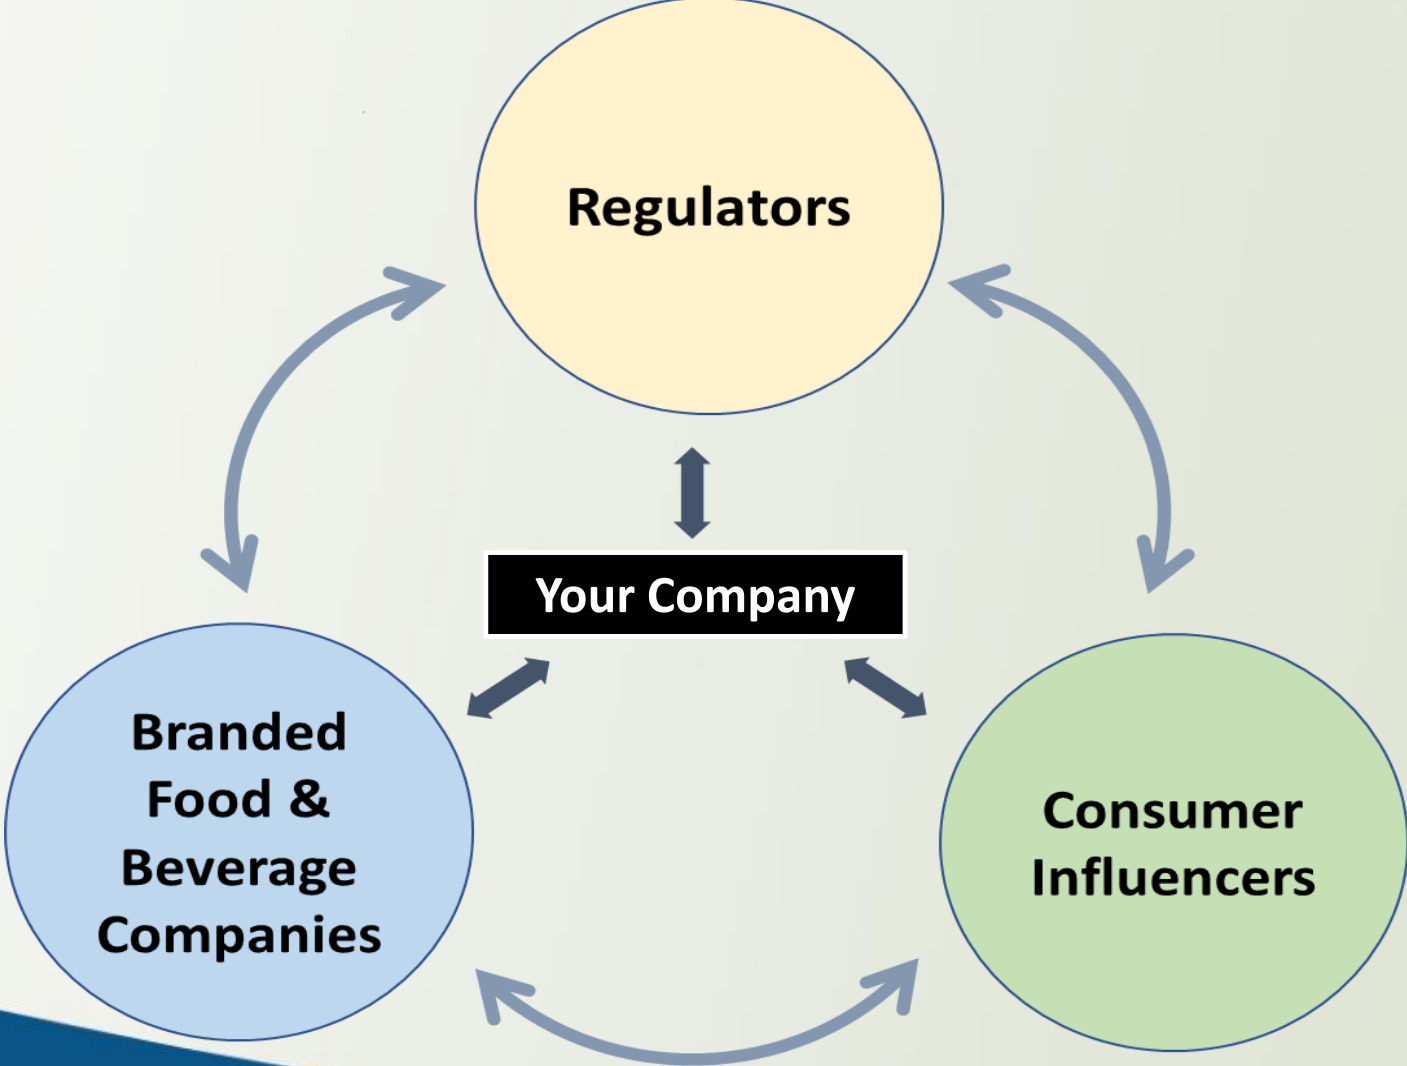 Regulators
Your Company
Branded
Food &
Beverage
Companies
Consumer
Influencers